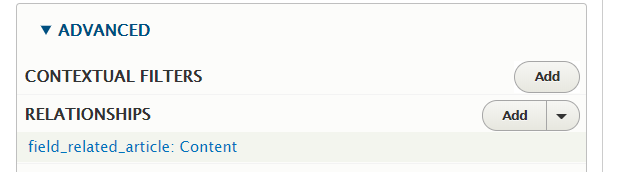 ADVANCED
CONTEXTUAL FILTERS Add
RELATIONSHIPS Add
field_related_article: Content